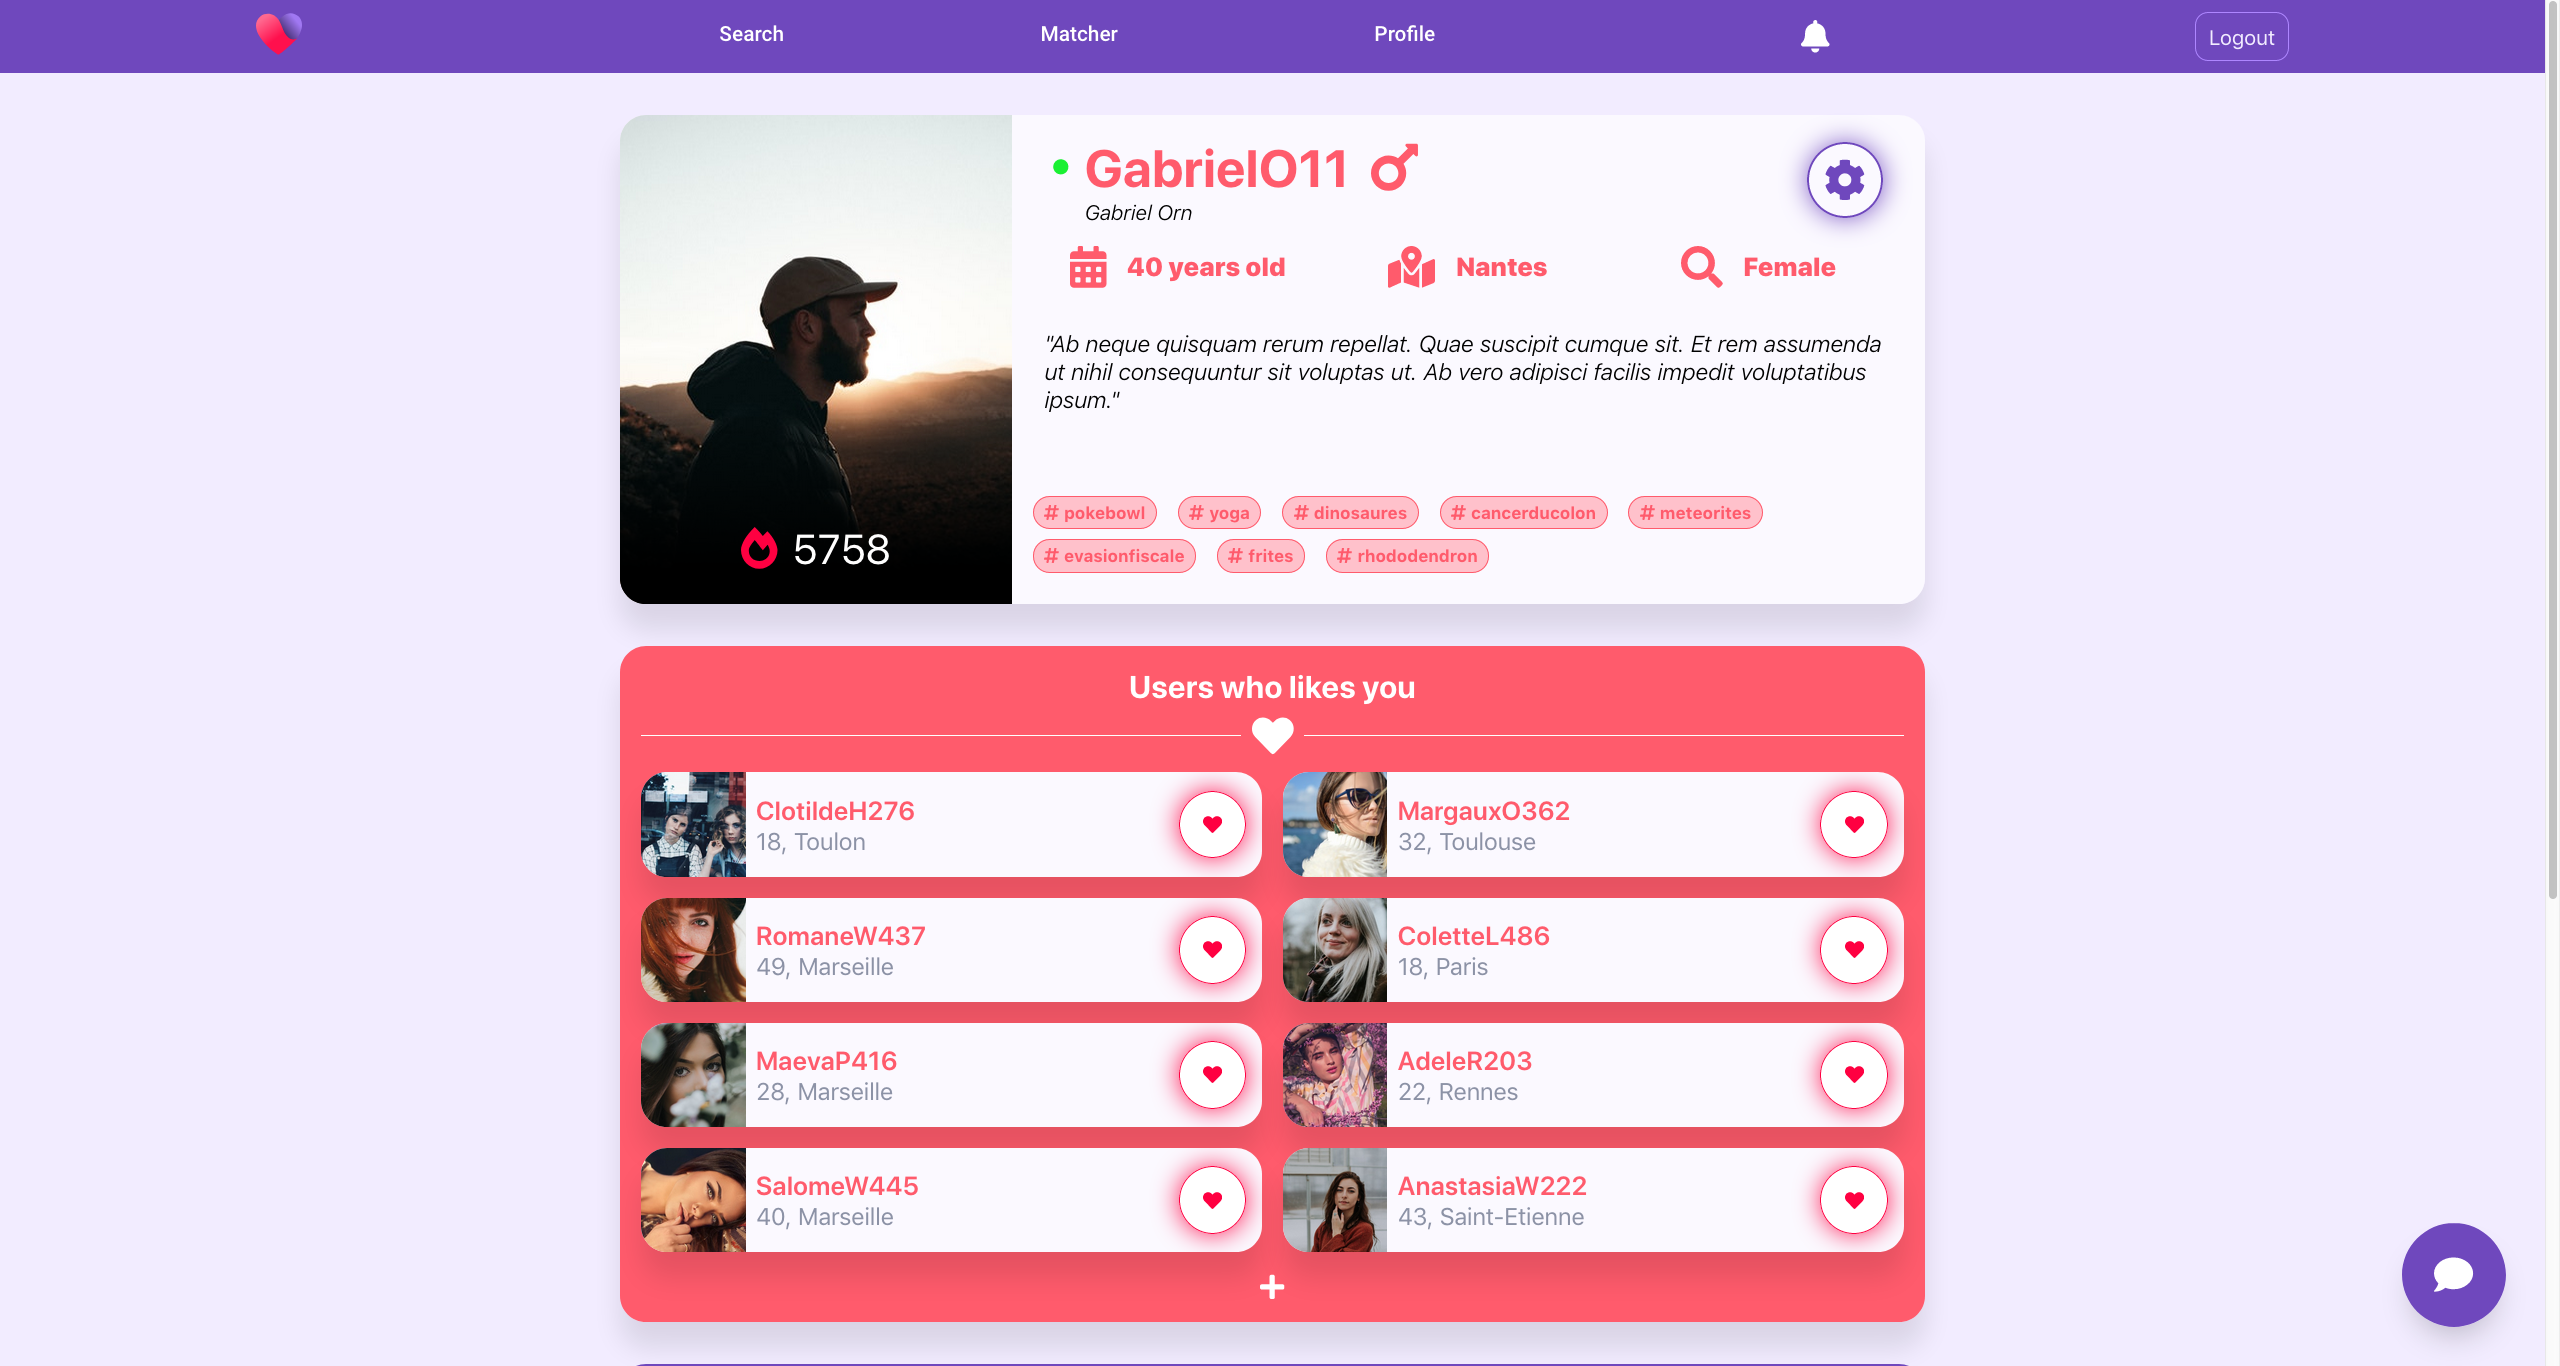 Search Matcher Profile Logout
GabrielO11
Gabriel Orn
40 years old Nantes Female
"Ab neque quisquam rerum repellat. Quae suscipit cumque sit. Et rem assumenda
ut nihil consequuntur sit voluptas ut. Ab vero adipisci facilis impedit voluptatibus
ipsum."
# pokebowl # yoga # dinosaures # cancerducolon # meteorites
# evasionfiscale # frites # rhododendron
5758
Users who likes you
ClotildeH276
18, Toulon
MargauxO362
32, Toulouse
RomaneW437
49, Marseille
ColetteL486
18, Paris
MaevaP416
28, Marseille
AdeleR203
22, Rennes
SalomeW445
40, Marseille
AnastasiaW222
43, Saint-Etienne